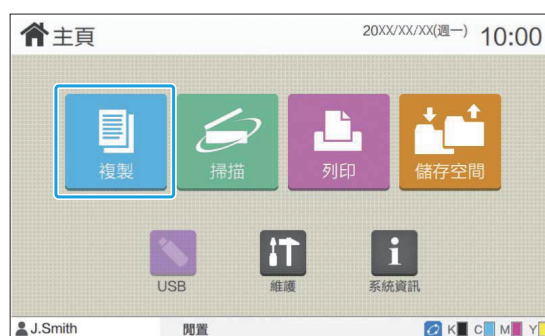 主頁
20XX/XX/XX(週一) 10:00
複製 掃描 列印 儲存空間
USB 維護 系統資訊
J.Smith 閒置 K C M Y